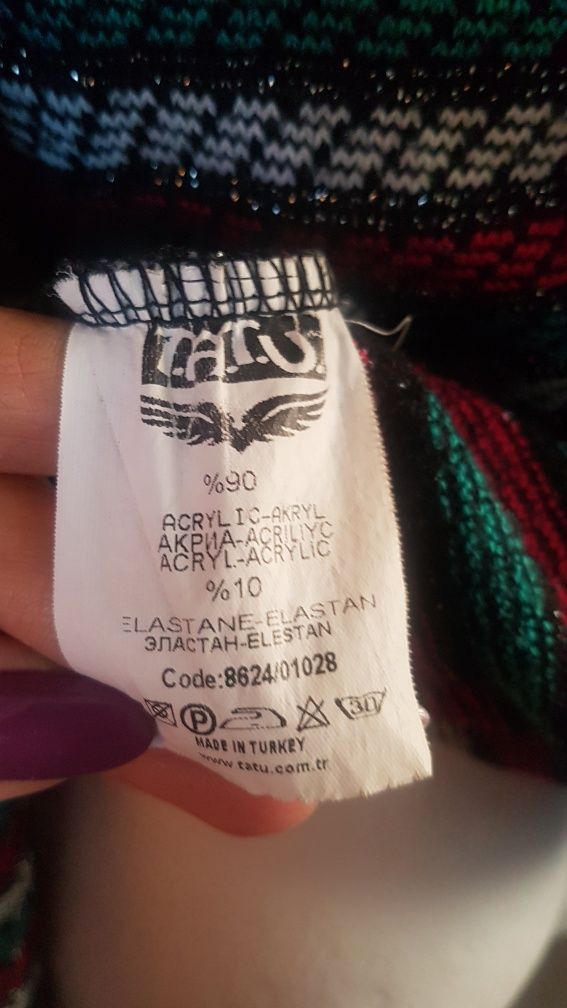 T.A.T.U.
%90
ACRYLIC-AKRYL
АКРИЛ-ACRILIYC
ACRYL-ACRYLIC
%10
ELASTANE-ELASTAN
ЭЛАСТАН-ELESTAN
Code:8624/01028
P
30
MADE IN TURKEY
www.tatu.com.tr